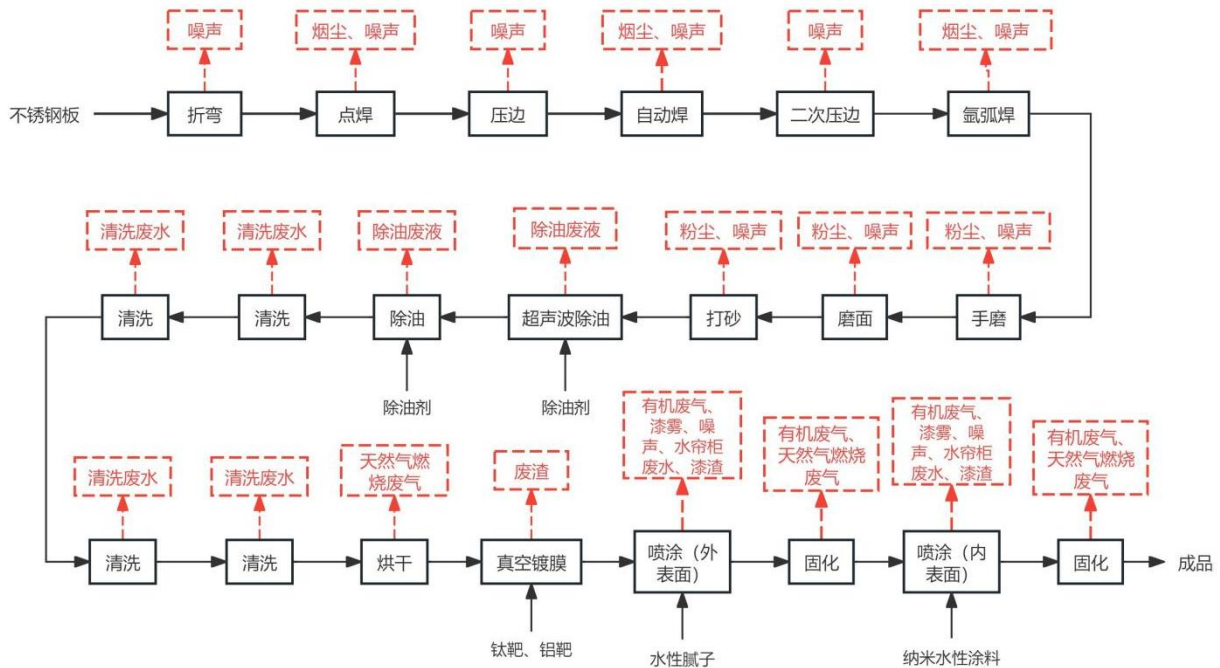 噪声
烟尘、噪声
噪声
烟尘、噪声
噪声
烟尘、噪声
不锈钢板
折弯
点焊
压边
自动焊
二次压边
氩弧焊
清洗废水
清洗废水
除油废液
除油废液
粉尘、噪声
粉尘、噪声
粉尘、噪声
清洗
清洗
除油
超声波除油
打砂
磨面
手磨
除油剂
除油剂
清洗废水
清洗废水
天然气燃
烧废气
废渣
有机废气、
漆雾、噪
声、水帘柜
废水、漆渣
有机废气、
天然气燃烧
废气
有机废气、
漆雾、噪
声、水帘柜
废水、漆渣
有机废气、
天然气燃烧
废气
清洗
清洗
烘干
真空镀膜
喷涂（外
表面）
固化
喷涂（内
表面）
固化
成品
钛靶、铝靶
水性腻子
纳米水性涂料